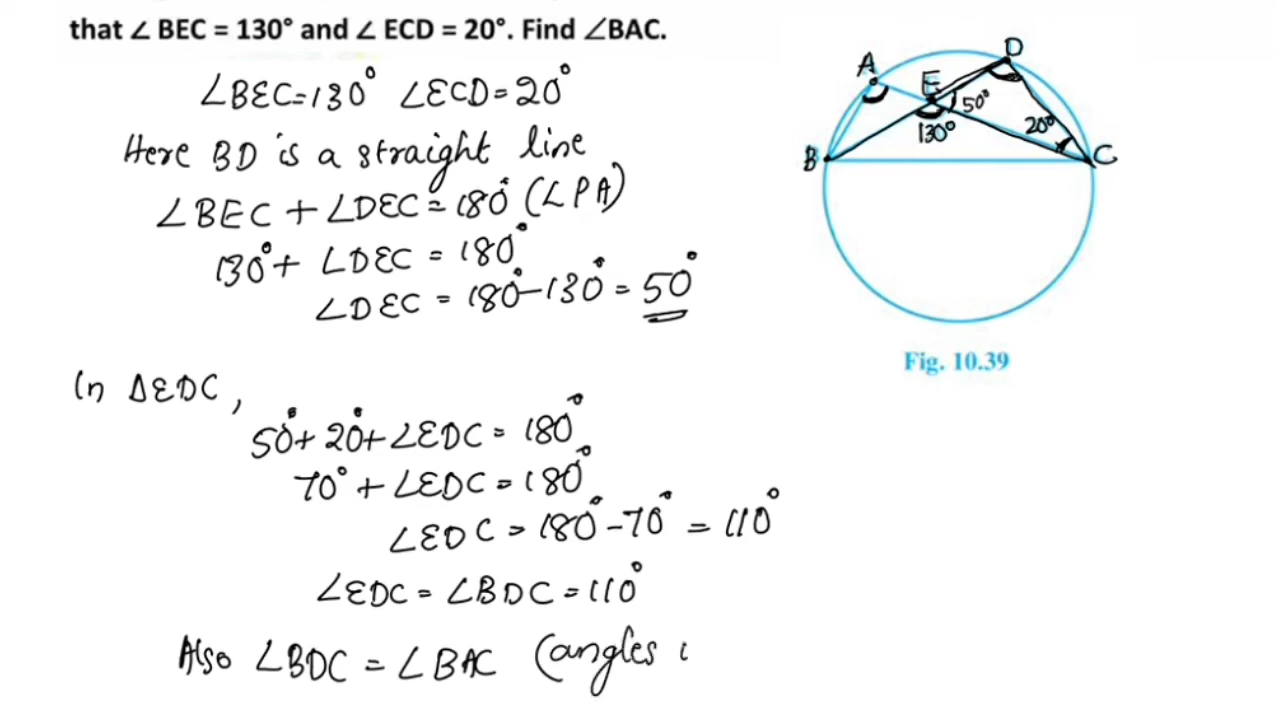 that ∠ BEC = 130° and ∠ ECD = 20°. Find ∠BAC.
∠BEC=130° ∠ECD=20°
Here BD is a straight line
∠BEC + ∠DEC = 180° (∠PA)
130° + ∠DEC = 180°
∠DEC = 180° - 130° = 50°
In ΔEDC,
50° + 20° + ∠EDC = 180°
70° + ∠EDC = 180°
∠EDC = 180° - 70° = 110°
∠EDC = ∠BDC = 110°
Also ∠BDC = ∠BAC (angles i
D
A
E
50°
130°
20°
B
C
Fig. 10.39